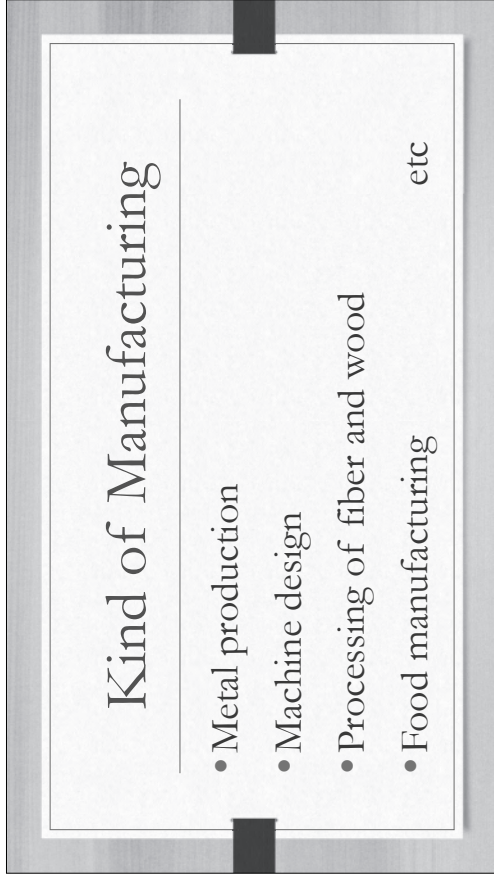 Kind of Manufacturing
•Metal production
•Machine design
•Processing of fiber and wood
•Food manufacturing etc